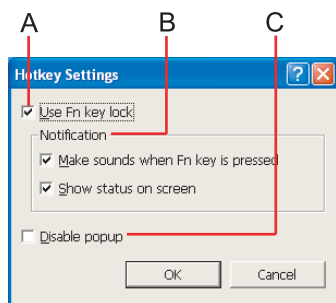 A B C
Hotkey Settings
Use Fn key lock
Notification
Make sounds when Fn key is pressed
Show status on screen
Disable popup
OK Cancel